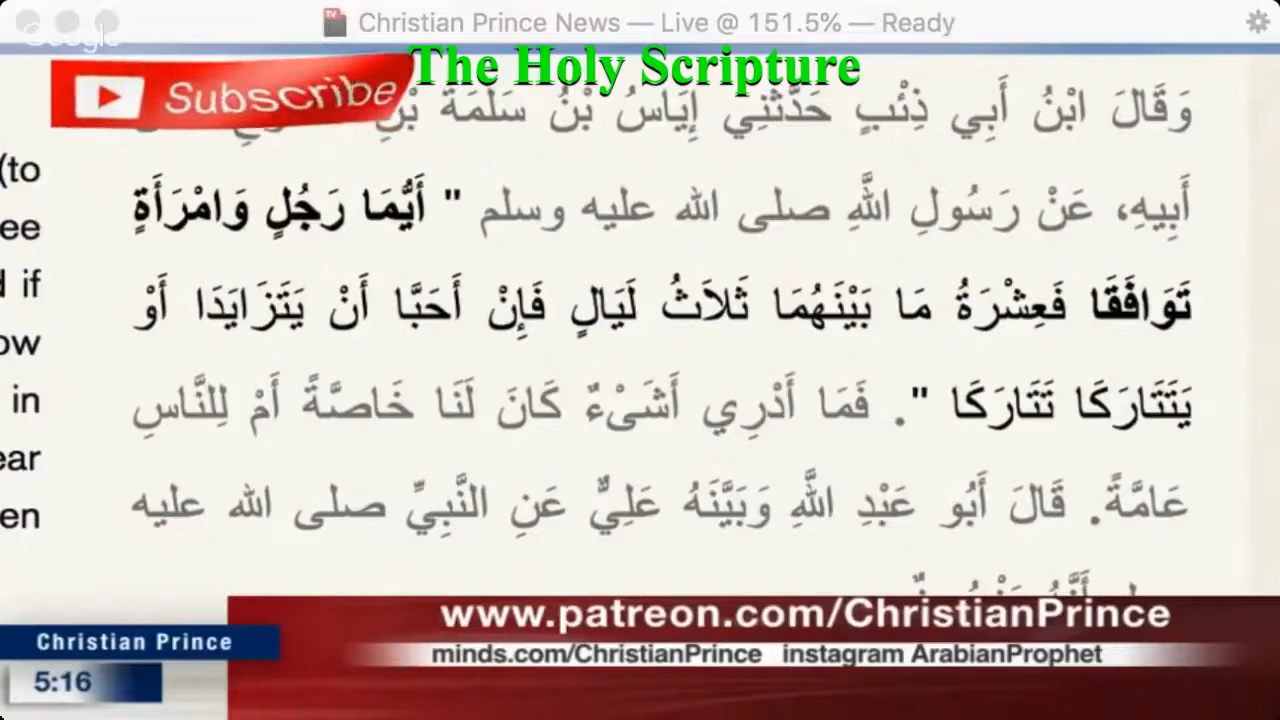 Christian Prince News — Live @ 151.5% — Ready
Google
The Holy Scripture
Subscribe
وَقَالَ ابْنُ أَبِي ذِئْبٍ حَدَّثَنِي إِيَاسُ بْنُ سَلَمَةَ بْنِ
أَبِيهِ، عَنْ رَسُولِ اللَّهِ صلى الله عليه وسلم " أَيُّمَا رَجُلٍ وَامْرَأَةٍ
تَوَافَقَا فَعِشْرَةُ مَا بَيْنَهُمَا ثَلاَثُ لَيَالٍ فَإِنْ أَحَبَّا أَنْ يَتَزَايَدَا أَوْ
يَتَتَارَكَا تَتَارَكَا ". فَمَا أَدْرِي أَشَىْءٌ كَانَ لَنَا خَاصَّةً أَمْ لِلنَّاسِ
عَامَّةً. قَالَ أَبُو عَبْدِ اللَّهِ وَبَيَّنَهُ عَلِيٌّ عَنِ النَّبِيِّ صلى الله عليه
(to
ee
if
ow
in
ear
en
www.patreon.com/ChristianPrince
minds.com/ChristianPrince instagram ArabianProphet
Christian Prince
5:16